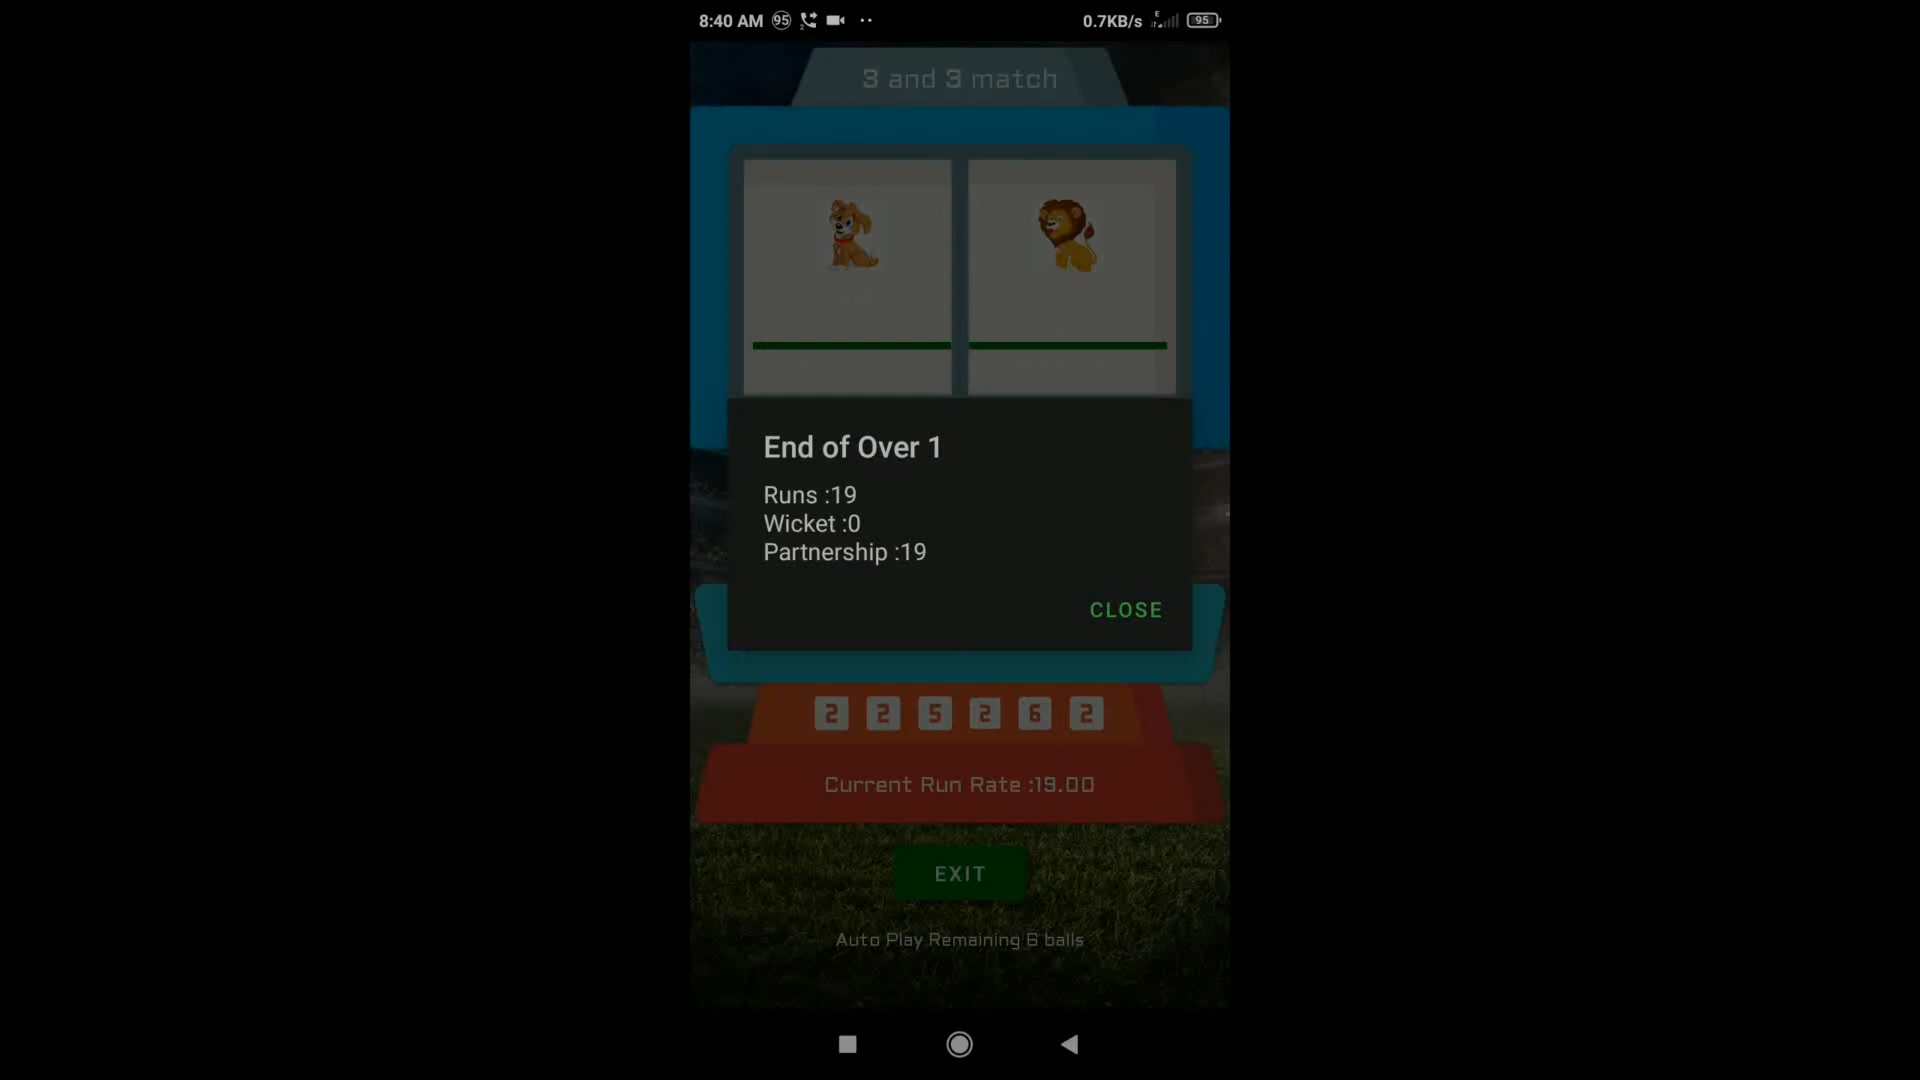 8:40 AM 95 0.7KB/s E 95
3 and 3 match
End of Over 1
Runs :19
Wicket :0
Partnership :19
CLOSE
2 2 5 2 6 2
Current Run Rate :19.00
EXIT
Auto Play Remaining 6 balls